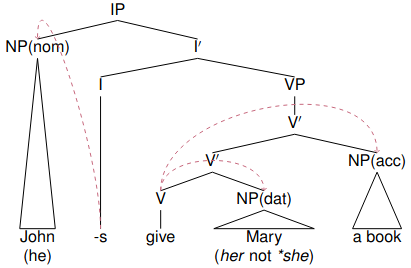 IP
NP(nom) I′
I VP
V′
V′ NP(acc)
V NP(dat)
John -s give Mary a book
(he) (her not *she)